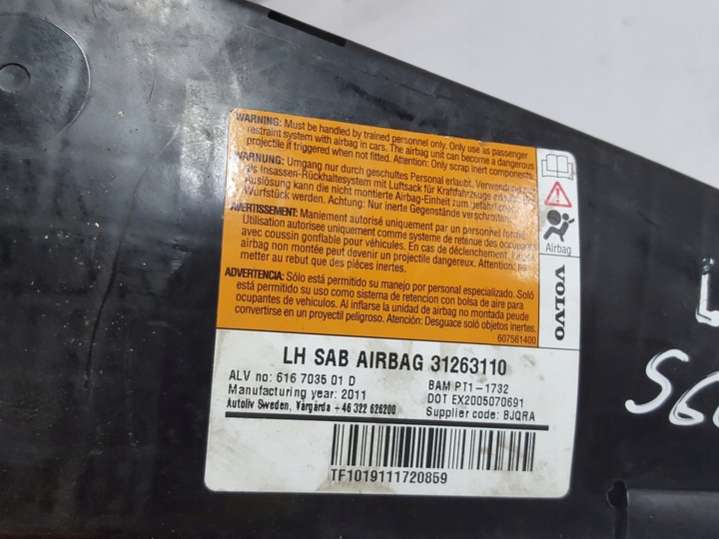 WARNING: Must be handled by trained personnel only. Only use as passenger
restraint system with airbag in cars. The airbag unit can become a dangerous
projectile if triggered when not fitted. Attention: Only scrap inert components.
WARNUNG: Umgang nur durch geschultes Personal erlaubt. Verwendung
als Insassen-Rückhaltesystem mit Luftsack für Kraftfahrzeuge
Auslösung kann die nicht montierte Airbag-Einheit zum gefährlichen
Wurfstück werden. Achtung: Nur inerte Gegenstände verschrotten.
AVERTISSEMENT: Maniement autorisé uniquement par un personnel formé.
Utilisation autorisée uniquement comme système de retenue des occupants
avec coussin gonflable pour véhicules. En cas de déclenchement,
airbag non montée peut devenir un projectile dangereux. Attention:
metter au rebut que des piéces inertes.
ADVERTENCIA: Sólo está permitido su manejo por personal especializado. Solo
está permitido su uso como sistema de retencion con bolsa de aire para
ocupantes de vehículos. Al inflarse la unidad de airbag no montada peude
convertirse en un proyectil peligroso. Atención: Desguace soló objetos inertes.
607561400
Airbag
VOLVO
LH SAB AIRBAG 31263110
ALV no: 616 7035 01 D
Manufacturing year: 2011
Autoliv Sweden, Vårgårda +46 322 626200
BAM PT1-1732
DOT EX2005070691
Supplier code: BJQRA
TF1019111720859